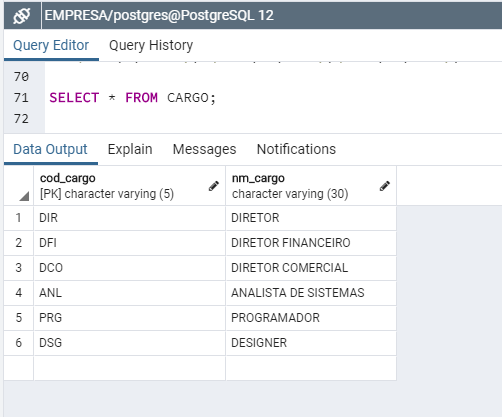 EMPRESA/postgres@PostgreSQL 12
Query Editor Query History
70
71 SELECT * FROM CARGO;
72
Data Output Explain Messages Notifications
cod_cargo nm_cargo
[PK] character varying (5) character varying (30)
1 DIR DIRETOR
2 DFI DIRETOR FINANCEIRO
3 DCO DIRETOR COMERCIAL
4 ANL ANALISTA DE SISTEMAS
5 PRG PROGRAMADOR
6 DSG DESIGNER